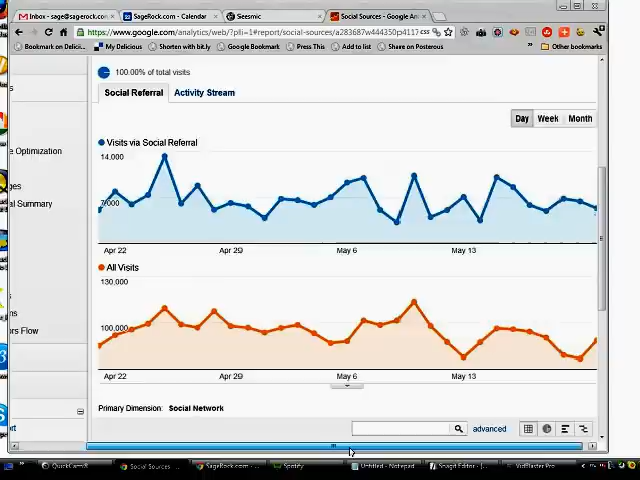 Inbox - sage@sagerock.com
SageRock.com - Calendar
Seesmic
Social Sources - Google An
https://www.google.com/analytics/web/?pli=1#report/social-sources/a283687w444350p4117
css
Bookmark on Delicio
My Delicious
Shorten with bit.ly
Google Bookmark
Press This
Add to list
Share on Posterous
»
Other bookmarks
100.00% of total visits
Social Referral
Activity Stream
Day
Week
Month
Optimization
Visits via Social Referral
14,000
7,000
al Summary
Apr 22
Apr 29
May 6
May 13
All Visits
130,000
100,000
ors Flow
Apr 22
Apr 29
May 6
May 13
Primary Dimension: Social Network
advanced
QuickCam®
Social Sources
SageRock.com
Spotify
Untitled - Notepad
Snagit Editor - [
VidBlaster Pro